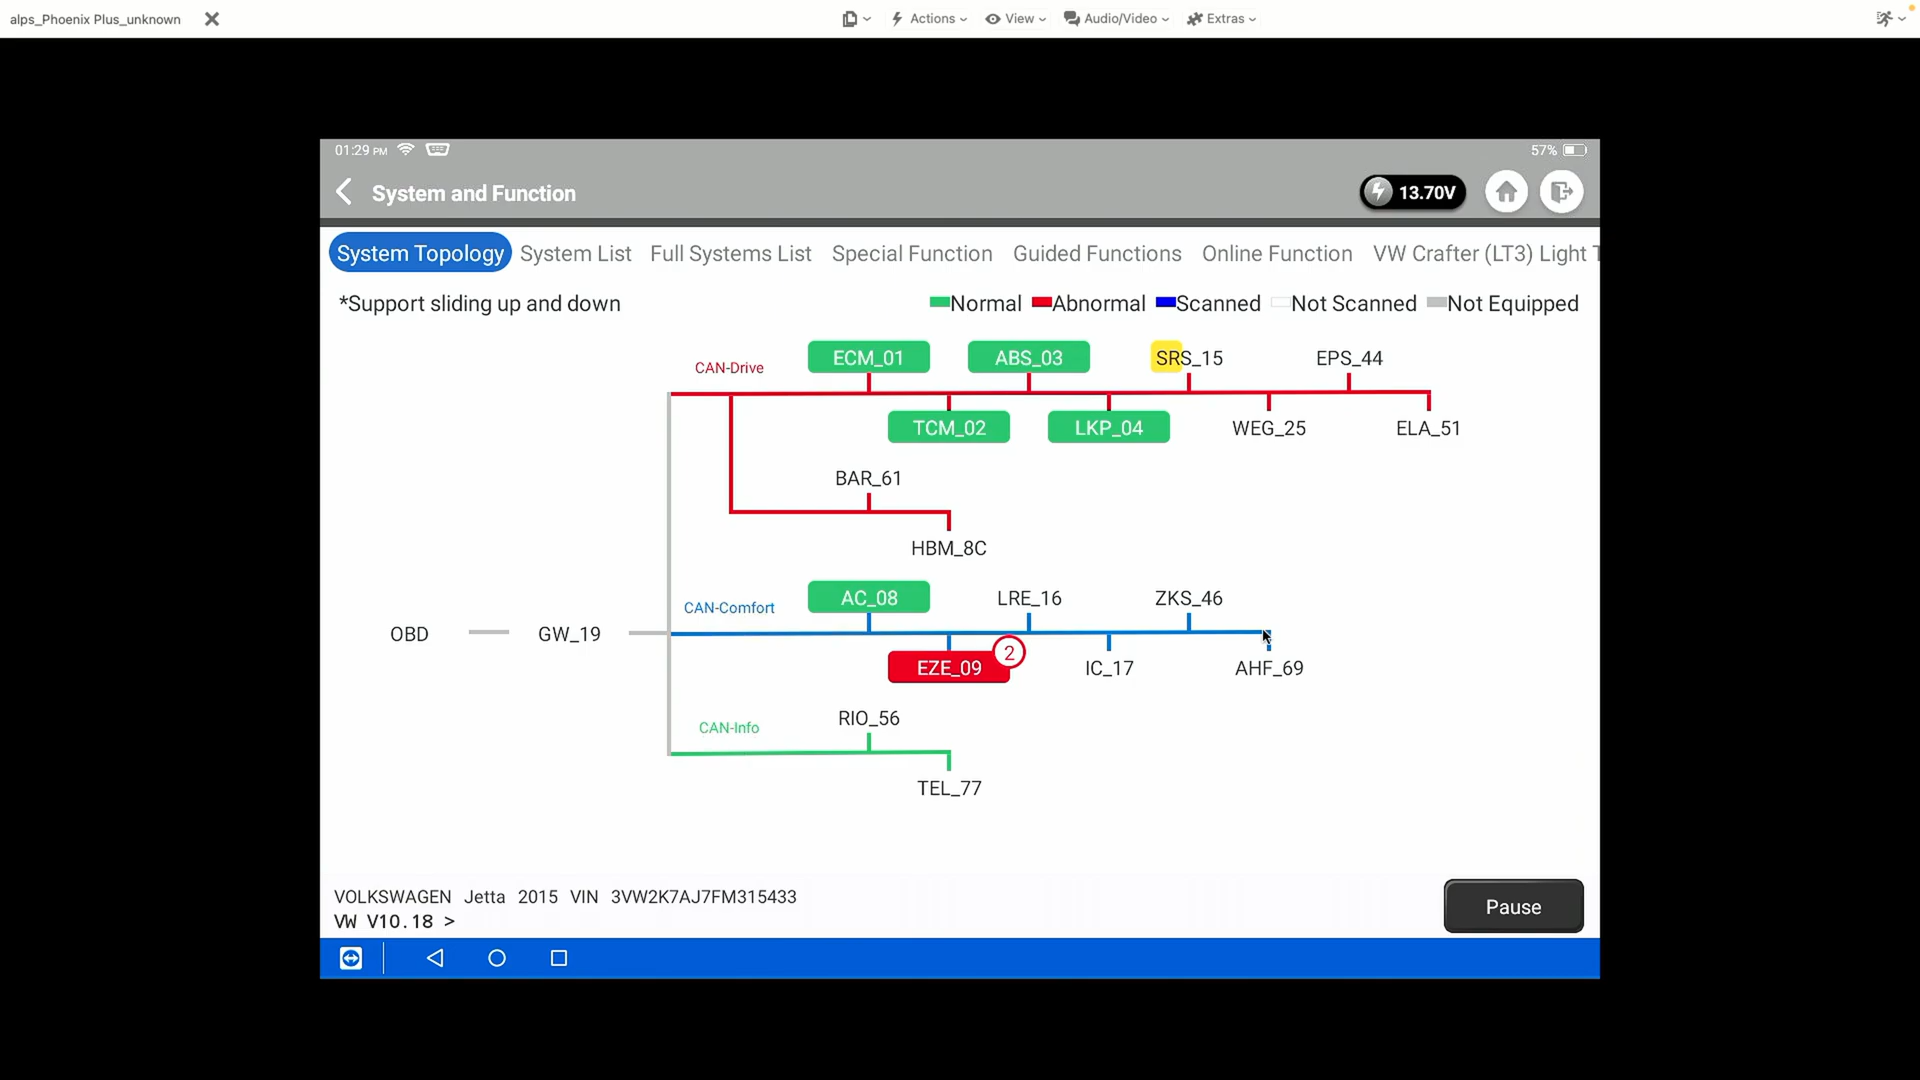 alps_Phoenix Plus_unknown
Actions
View
Audio/Video
Extras
01:29 PM
57%
System and Function
13.70V
System Topology
System List
Full Systems List
Special Function
Guided Functions
Online Function
VW Crafter (LT3) Light T
*Support sliding up and down
Normal
Abnormal
Scanned
Not Scanned
Not Equipped
CAN-Drive
ECM_01
ABS_03
SRS_15
EPS_44
TCM_02
LKP_04
WEG_25
ELA_51
BAR_61
HBM_8C
CAN-Comfort
AC_08
LRE_16
ZKS_46
OBD
GW_19
EZE_09
2
IC_17
AHF_69
CAN-Info
RIO_56
TEL_77
VOLKSWAGEN Jetta 2015 VIN 3VW2K7AJ7FM315433
VW V10.18 >
Pause